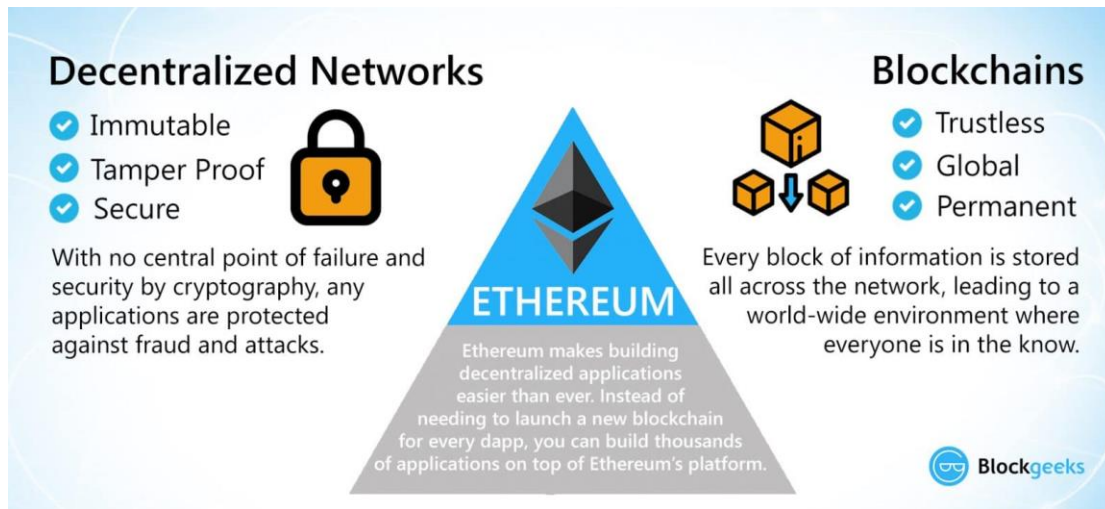 Decentralized Networks
Immutable
Tamper Proof
Secure
With no central point of failure and
security by cryptography, any
applications are protected
against fraud and attacks.
ETHEREUM
Ethereum makes building
decentralized applications
easier than ever. Instead of
needing to launch a new blockchain
for every dapp, you can build thousands
of applications on top of Ethereum's platform.
Blockchains
Trustless
Global
Permanent
Every block of information is stored
all across the network, leading to a
world-wide environment where
everyone is in the know.
Blockgeeks